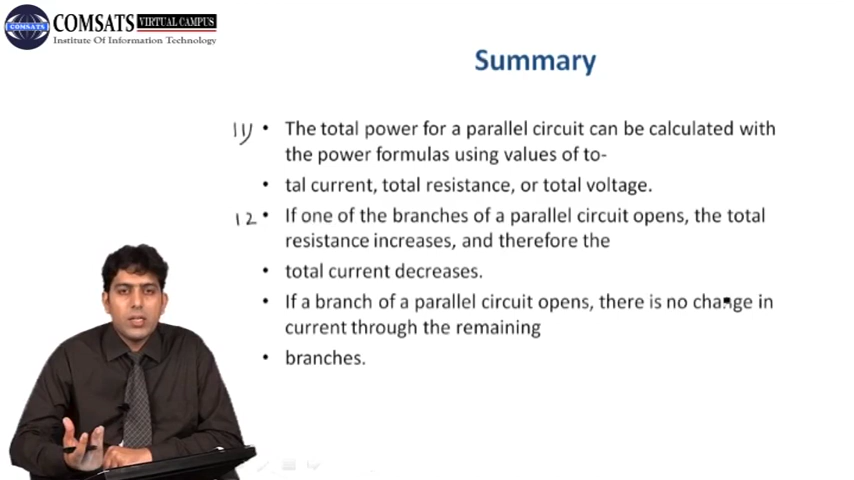 COMSATS VIRTUAL CAMPUS
Institute Of Information Technology
COMSATS
Summary
11) • The total power for a parallel circuit can be calculated with
the power formulas using values of to-
• tal current, total resistance, or total voltage.
12 • If one of the branches of a parallel circuit opens, the total
resistance increases, and therefore the
• total current decreases.
• If a branch of a parallel circuit opens, there is no change in
current through the remaining
• branches.